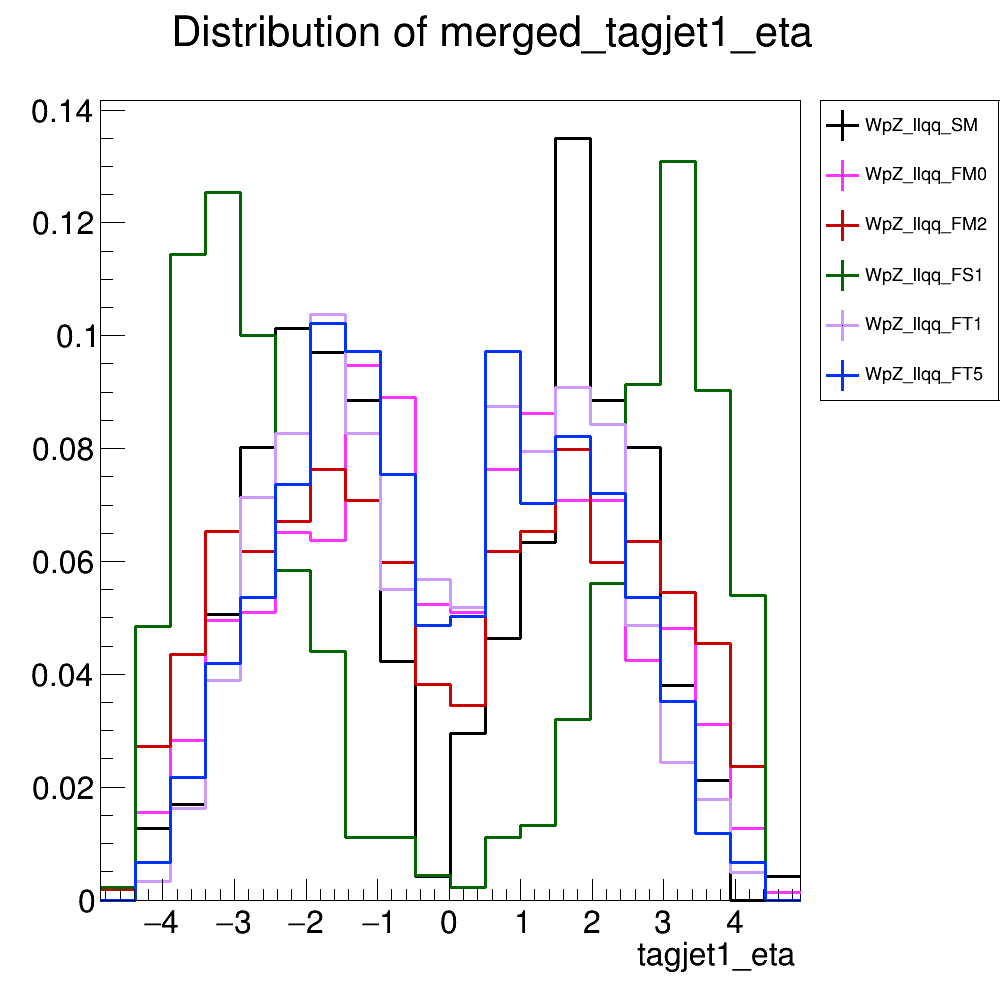 Distribution of merged_tagjet1_eta
0.14
0.12
0.1
0.08
0.06
0.04
0.02
0
−4 −3 −2 −1 0 1 2 3 4
tagjet1_eta
WpZ_llqq_SM
WpZ_llqq_FM0
WpZ_llqq_FM2
WpZ_llqq_FS1
WpZ_llqq_FT1
WpZ_llqq_FT5